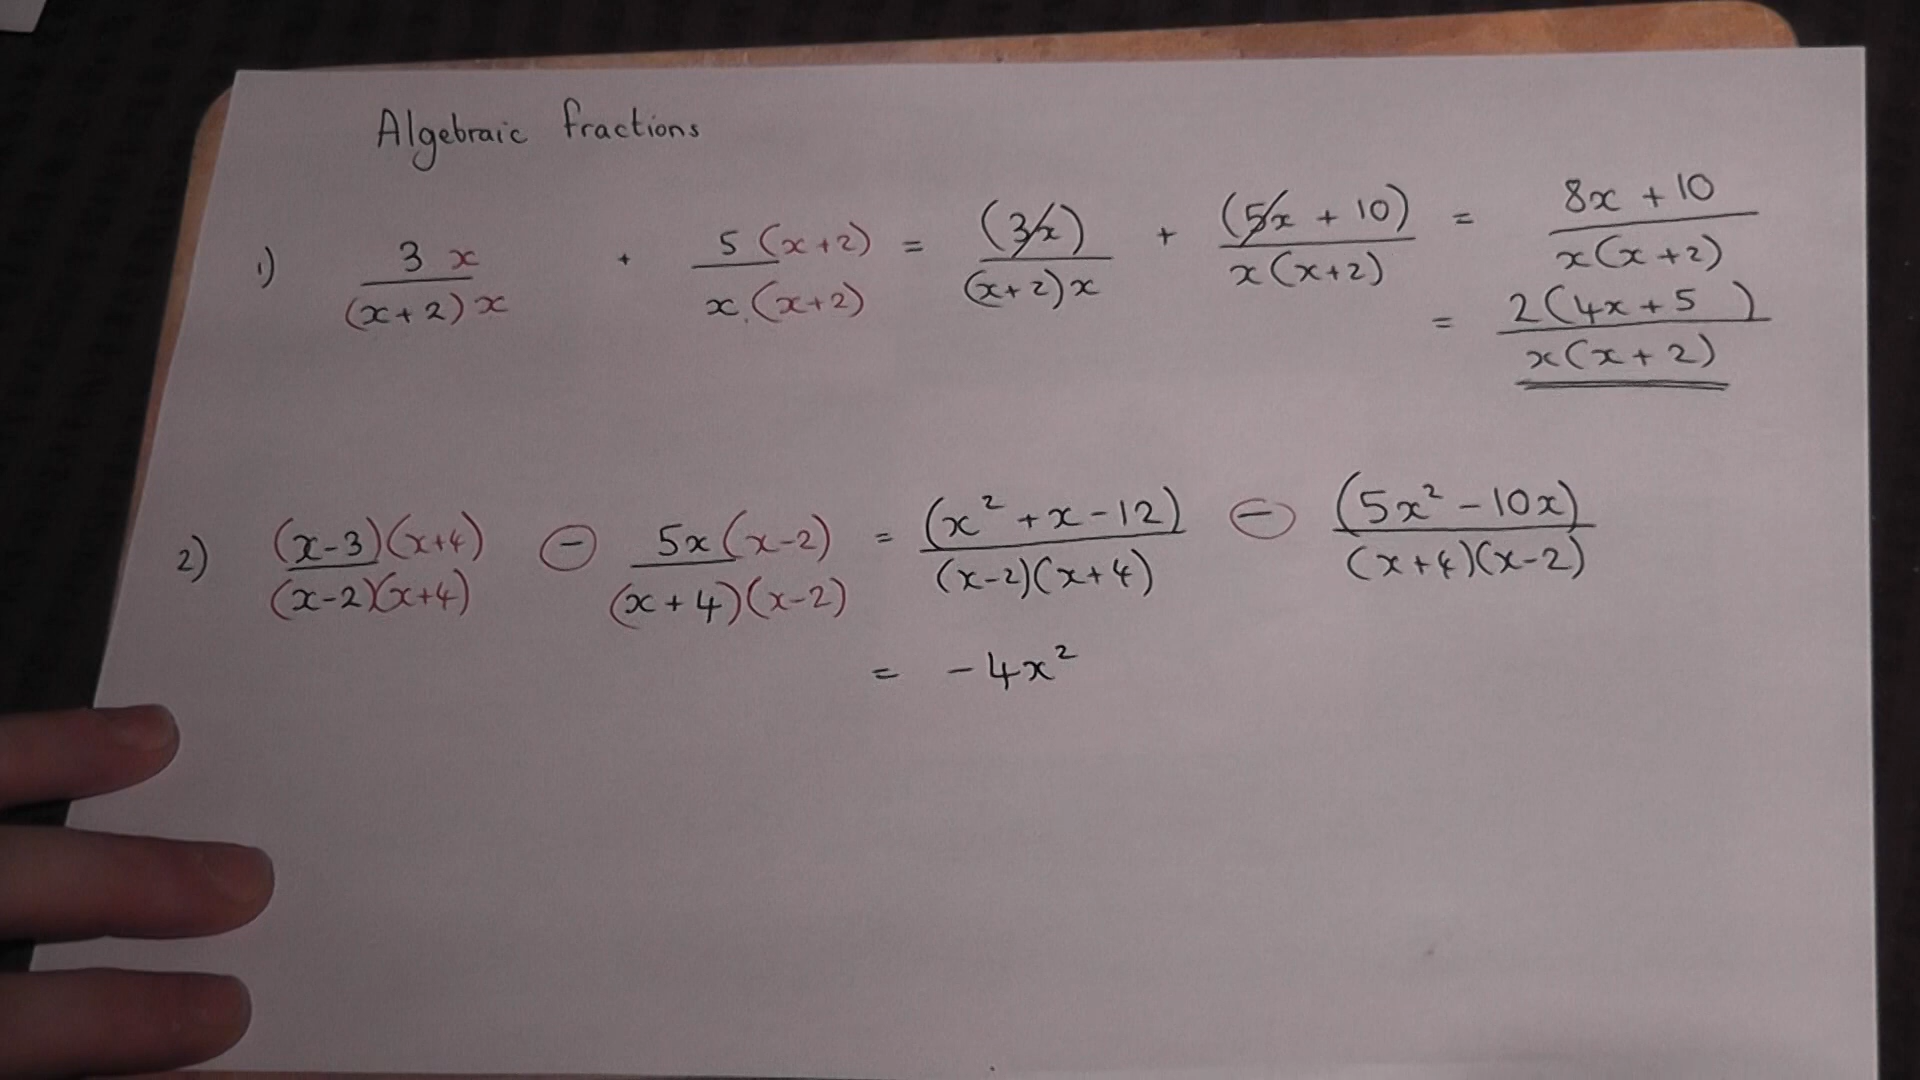 Algebraic fractions
1) 3 x / (x+2) x + 5 (x+2) / x. (x+2) = (3x) / (x+2) x + (5x + 10) / x (x+2) = 8x + 10 / x (x+2)
= 2 (4x + 5 ) / x (x + 2)
2) (x-3)(x+4) / (x-2)(x+4) - 5x (x-2) / (x+4)(x-2) = (x² + x - 12) / (x-2)(x+4) - (5x² - 10x) / (x+4)(x-2)
= - 4x²